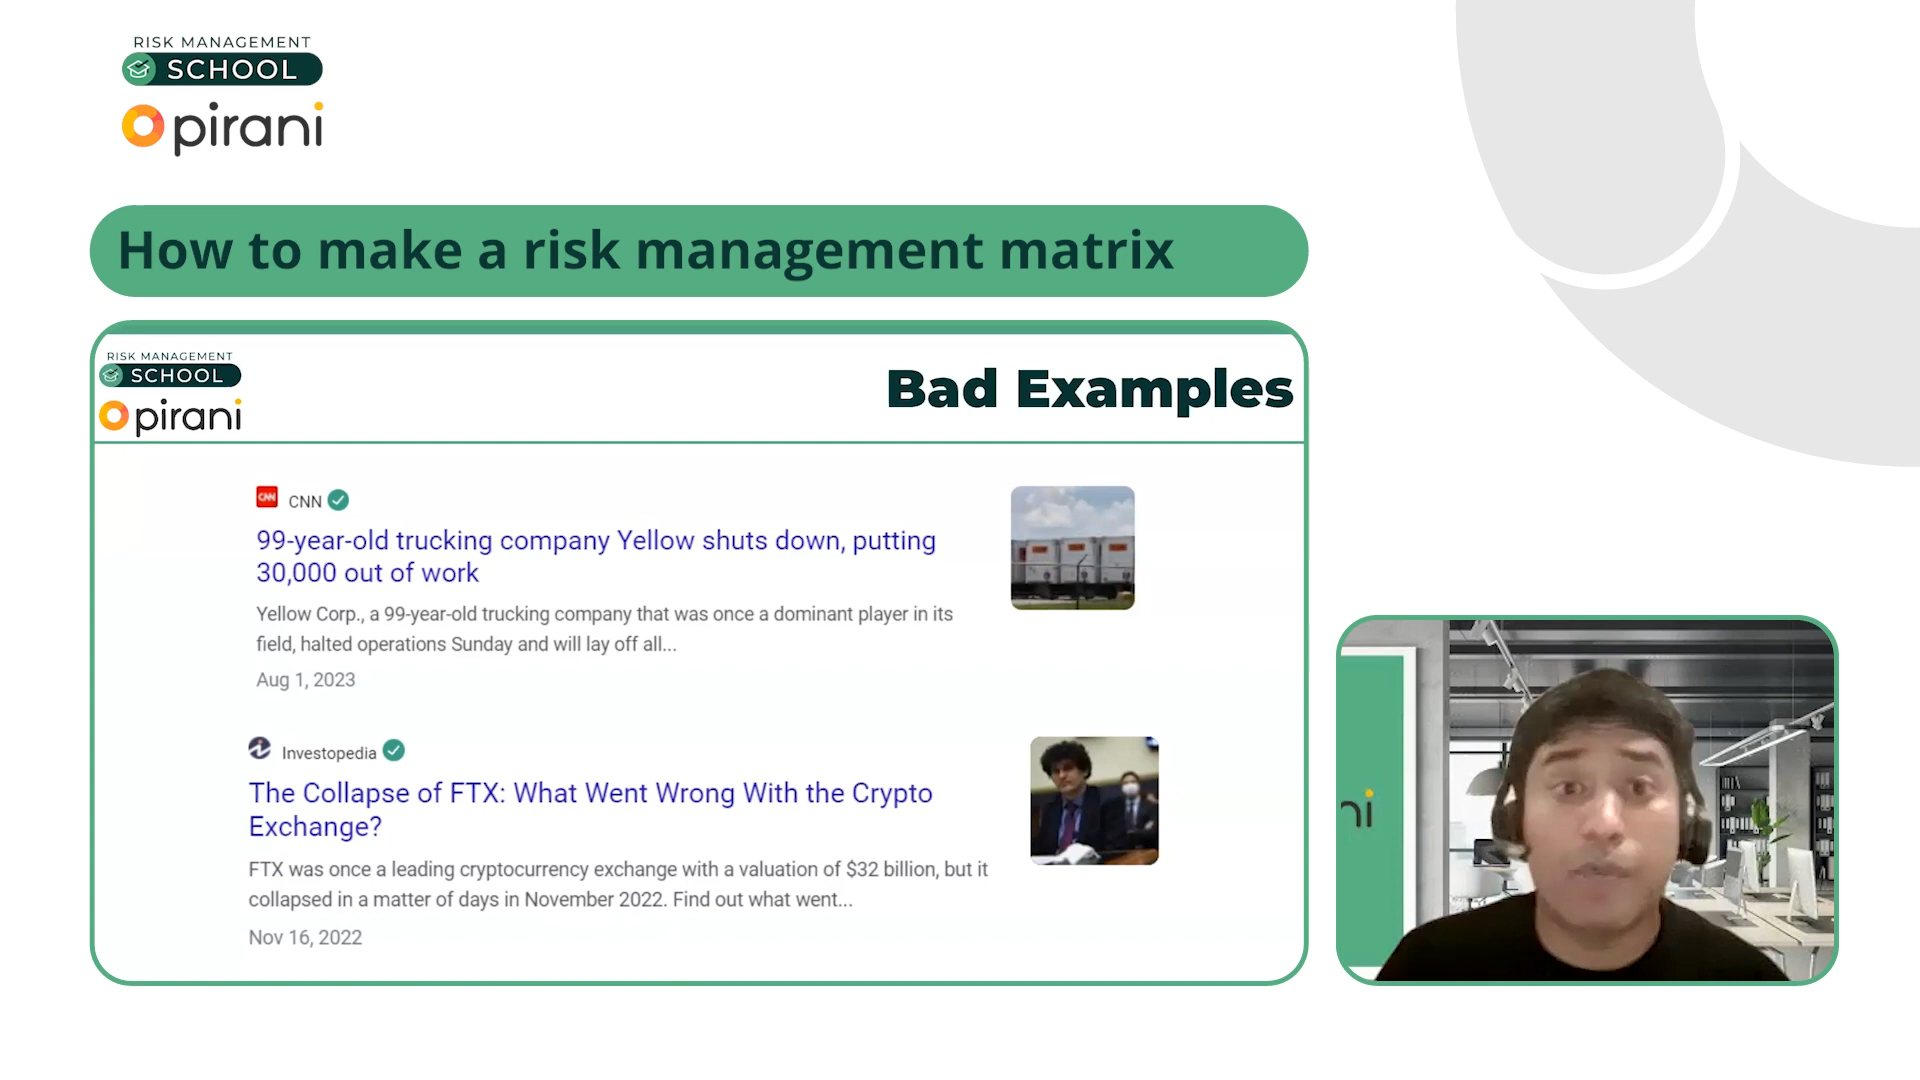 RISK MANAGEMENT
SCHOOL
pirani
How to make a risk management matrix
RISK MANAGEMENT
SCHOOL
pirani
Bad Examples
CNN CNN
99-year-old trucking company Yellow shuts down, putting
30,000 out of work
Yellow Corp., a 99-year-old trucking company that was once a dominant player in its
field, halted operations Sunday and will lay off all...
Aug 1, 2023
Investopedia
The Collapse of FTX: What Went Wrong With the Crypto
Exchange?
FTX was once a leading cryptocurrency exchange with a valuation of $32 billion, but it
collapsed in a matter of days in November 2022. Find out what went...
Nov 16, 2022
ni